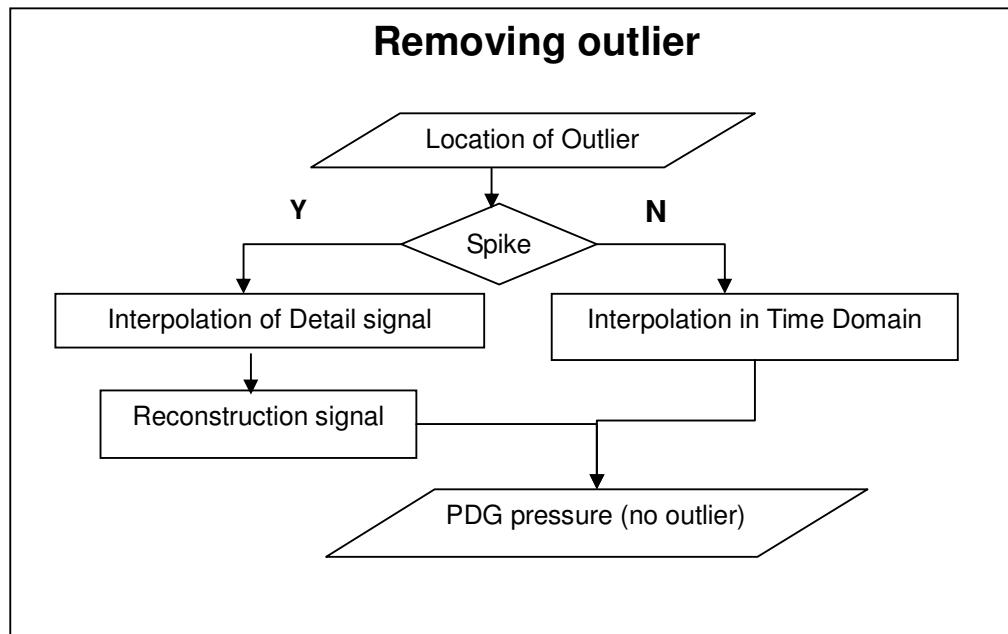 Removing outlier
Location of Outlier
Y
N
Spike
Interpolation of Detail signal
Interpolation in Time Domain
Reconstruction signal
PDG pressure (no outlier)